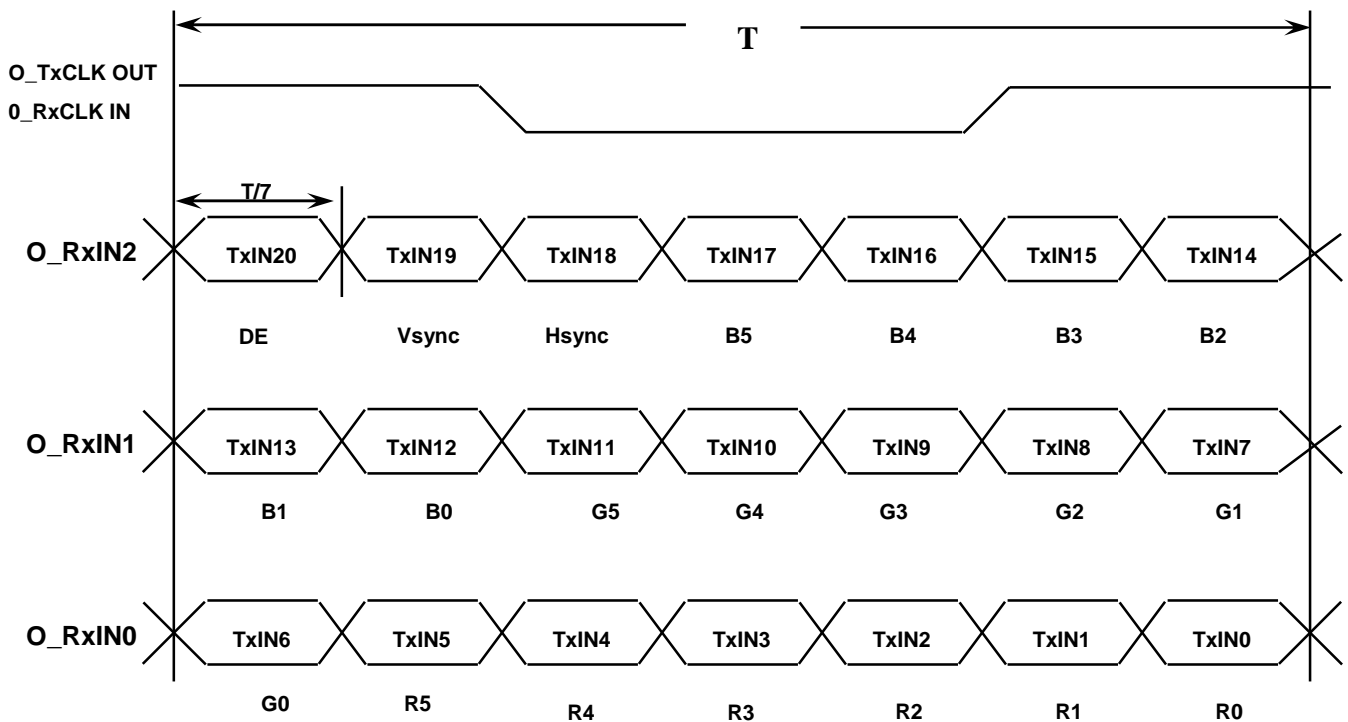 T
O_TxCLK OUT
0_RxCLK IN
T/7
O_RxIN2 TxIN20 TxIN19 TxIN18 TxIN17 TxIN16 TxIN15 TxIN14
DE Vsync Hsync B5 B4 B3 B2
O_RxIN1 TxIN13 TxIN12 TxIN11 TxIN10 TxIN9 TxIN8 TxIN7
B1 B0 G5 G4 G3 G2 G1
O_RxIN0 TxIN6 TxIN5 TxIN4 TxIN3 TxIN2 TxIN1 TxIN0
G0 R5 R4 R3 R2 R1 R0